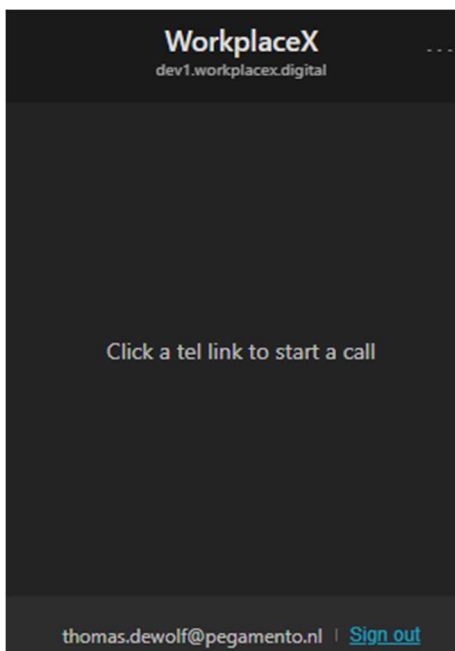 WorkplaceX
...
dev1.workplacex.digital
Click a tel link to start a call
thomas.dewolf@pegamento.nl | Sign out